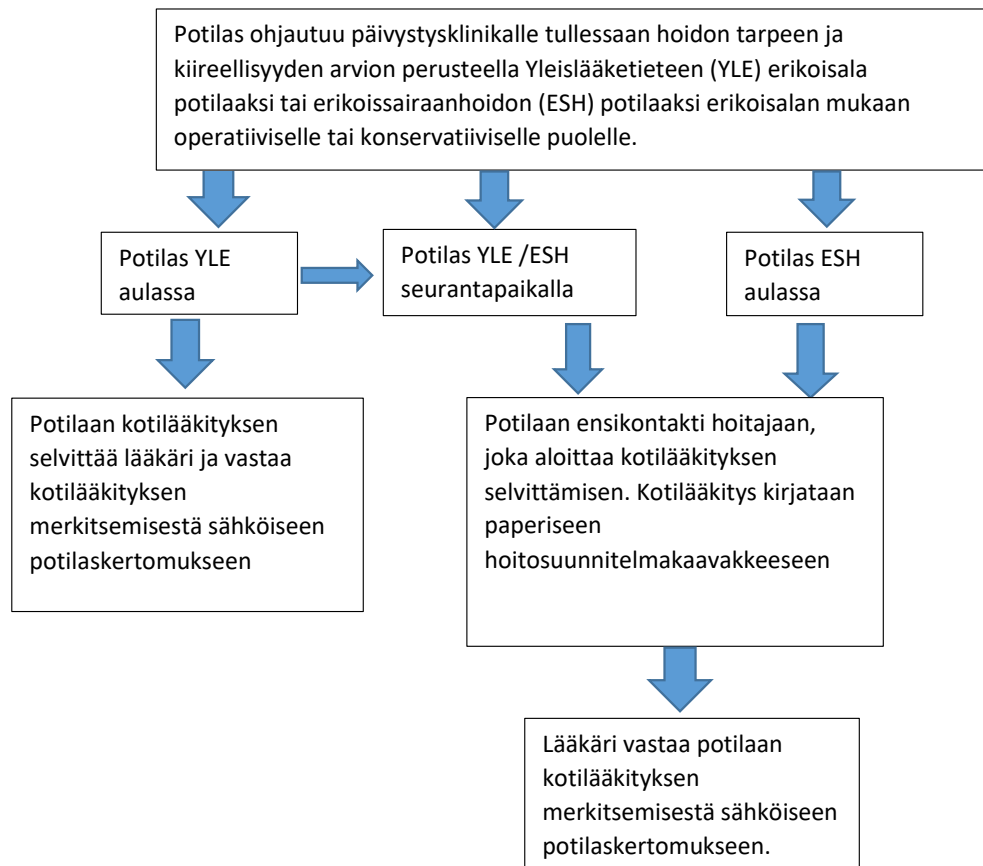 Potilas ohjautuu päivystysklinikalle tullessaan hoidon tarpeen ja
kiireellisyyden arvion perusteella Yleislääketieteen (YLE) erikoisala
potilaaksi tai erikoissairaanhoidon (ESH) potilaaksi erikoisalan mukaan
operatiiviselle tai konservatiiviselle puolelle.
Potilas YLE
aulassa
Potilas YLE /ESH
seurantapaikalla
Potilas ESH
aulassa
Potilaan kotilääkityksen
selvittää lääkäri ja vastaa
kotilääkityksen
merkitsemisestä sähköiseen
potilaskertomukseen
Potilaan ensikontakti hoitajaan,
joka aloittaa kotilääkityksen
selvittämisen. Kotilääkitys kirjataan
paperiseen
hoitosuunnitelmakaavakkeeseen
Lääkäri vastaa potilaan
kotilääkityksen
merkitsemisestä sähköiseen
potilaskertomukseen.